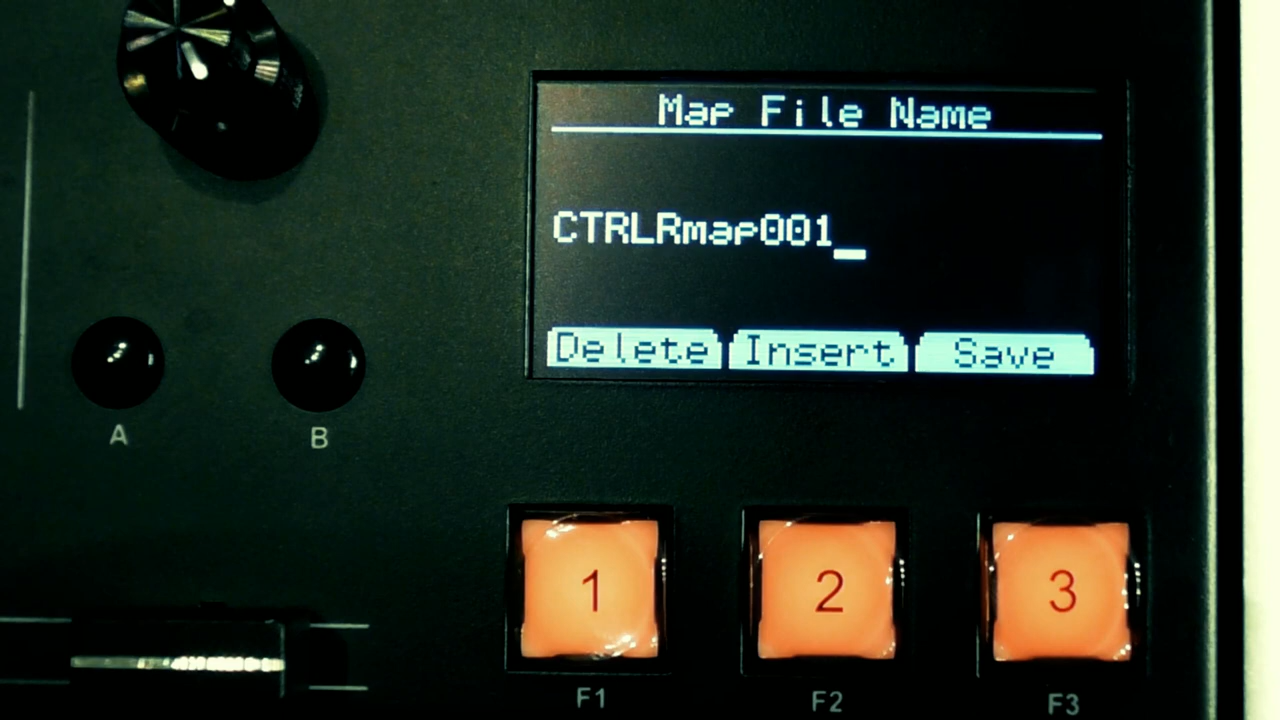 Map File Name
CTRLRmap001_
Delete Insert Save
A B
1 2 3
F1 F2 F3